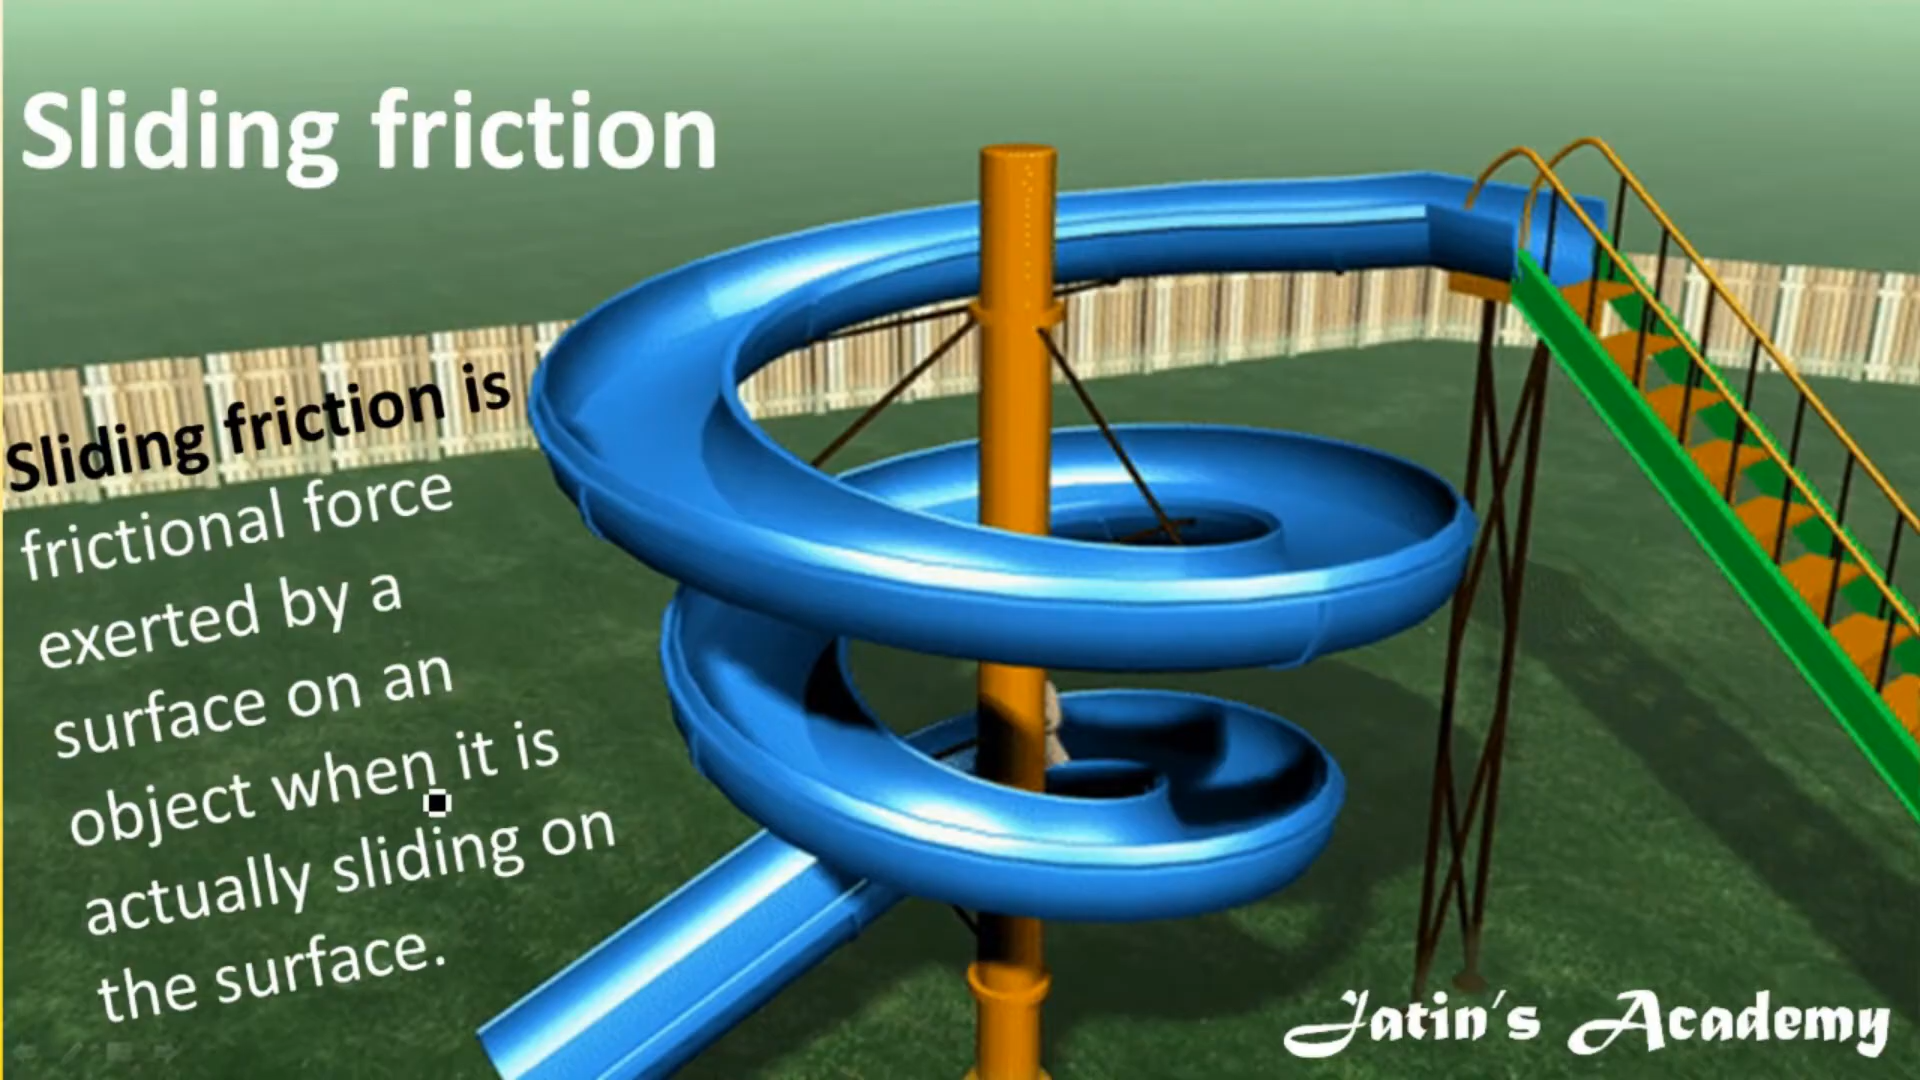 Sliding friction
Sliding friction is
frictional force
exerted by a
surface on an
object when it is
actually sliding on
the surface.
Jatin's Academy